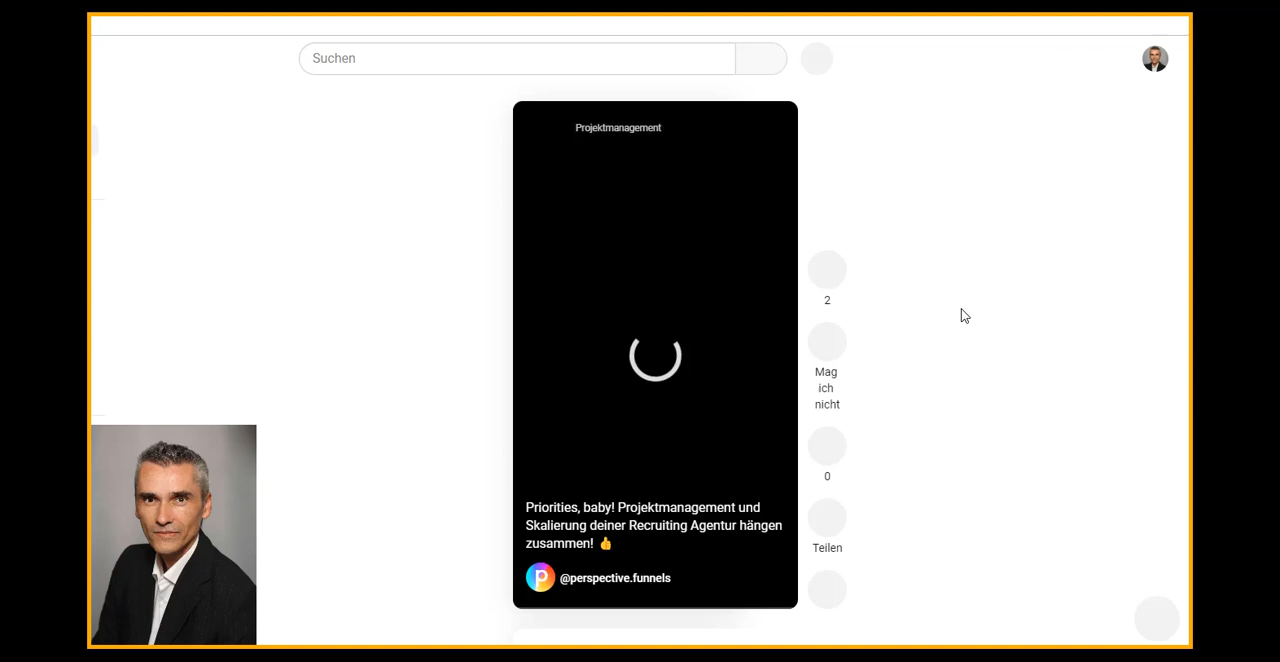 Suchen
Projektmanagement
2
Mag
ich
nicht
0
Teilen
Priorities, baby! Projektmanagement und
Skalierung deiner Recruiting Agentur hängen
zusammen! 👍
@perspective.funnels